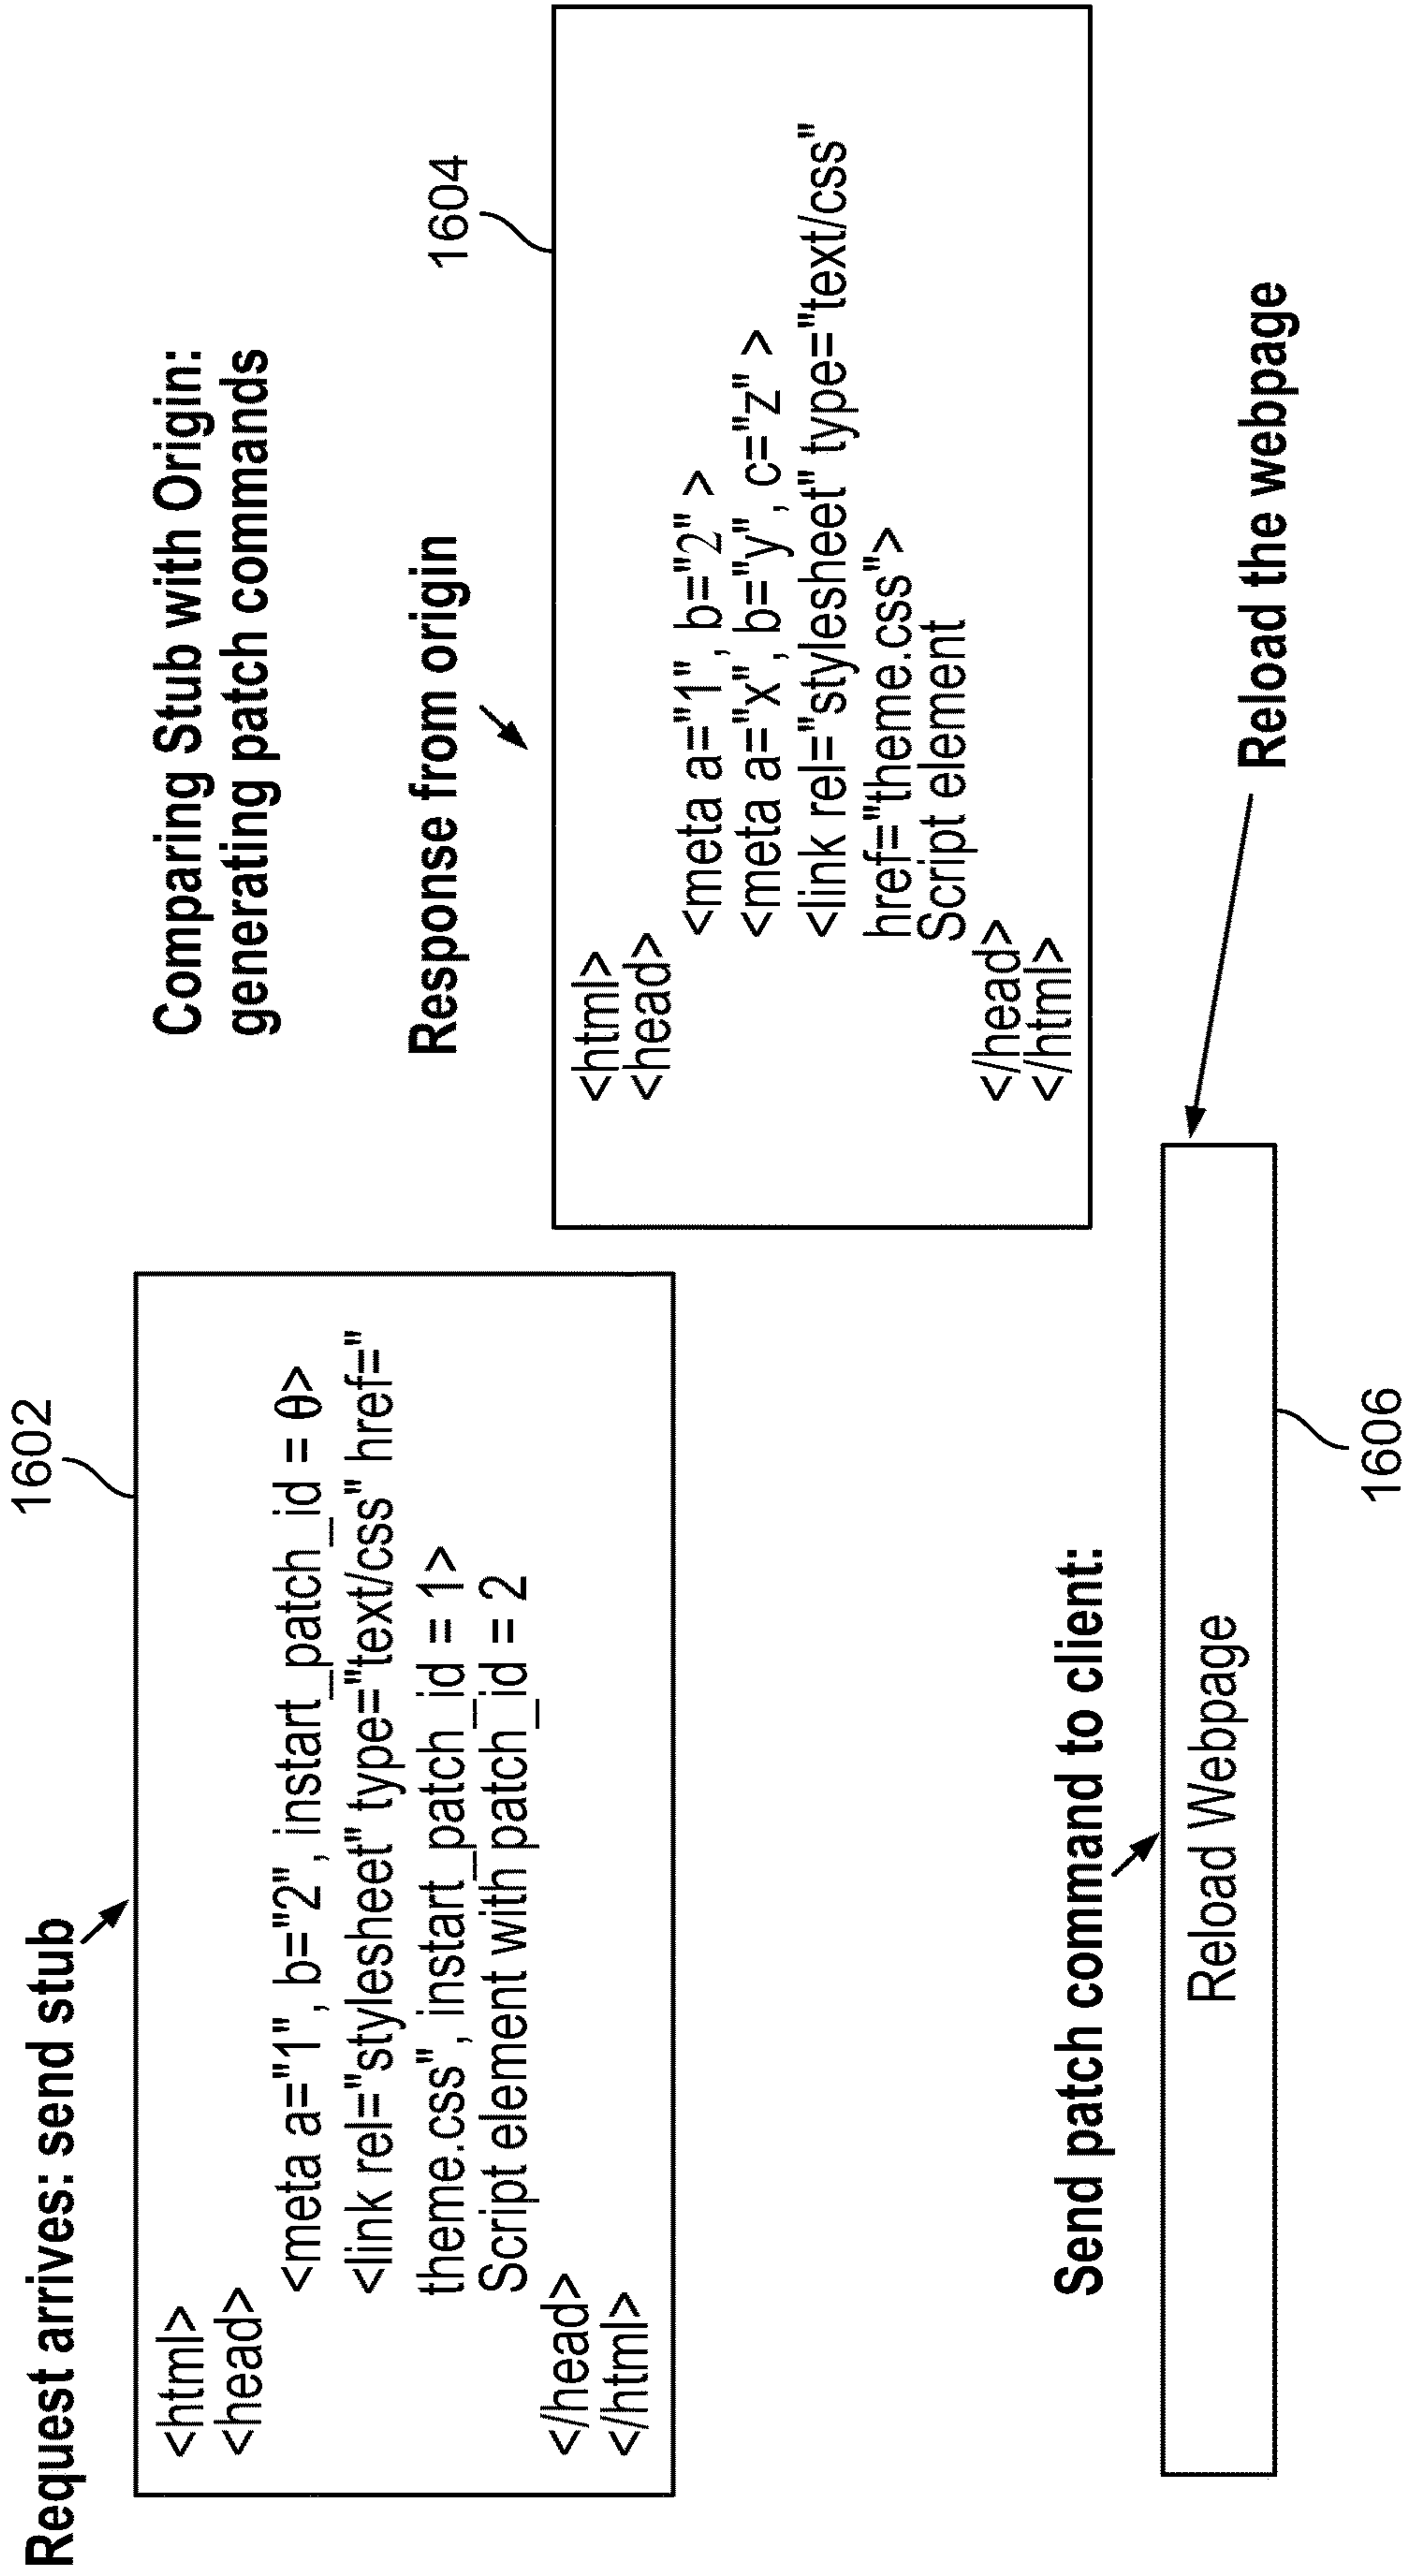 Request arrives: send stub
1602
<html>
<head>
<meta a="1", b="2", instart_patch_id = θ>
<link rel="stylesheet" type="text/css" href="
theme.css", instart_patch_id = 1>
Script element with patch_id = 2
</head>
</html>
Comparing Stub with Origin:
generating patch commands
Response from origin
1604
<html>
<head>
<meta a="1", b="2" >
<meta a="x", b="y", c="z" >
<link rel="stylesheet" type="text/css"
href="theme.css">
Script element
</head>
</html>
Send patch command to client:
Reload Webpage
1606
Reload the webpage